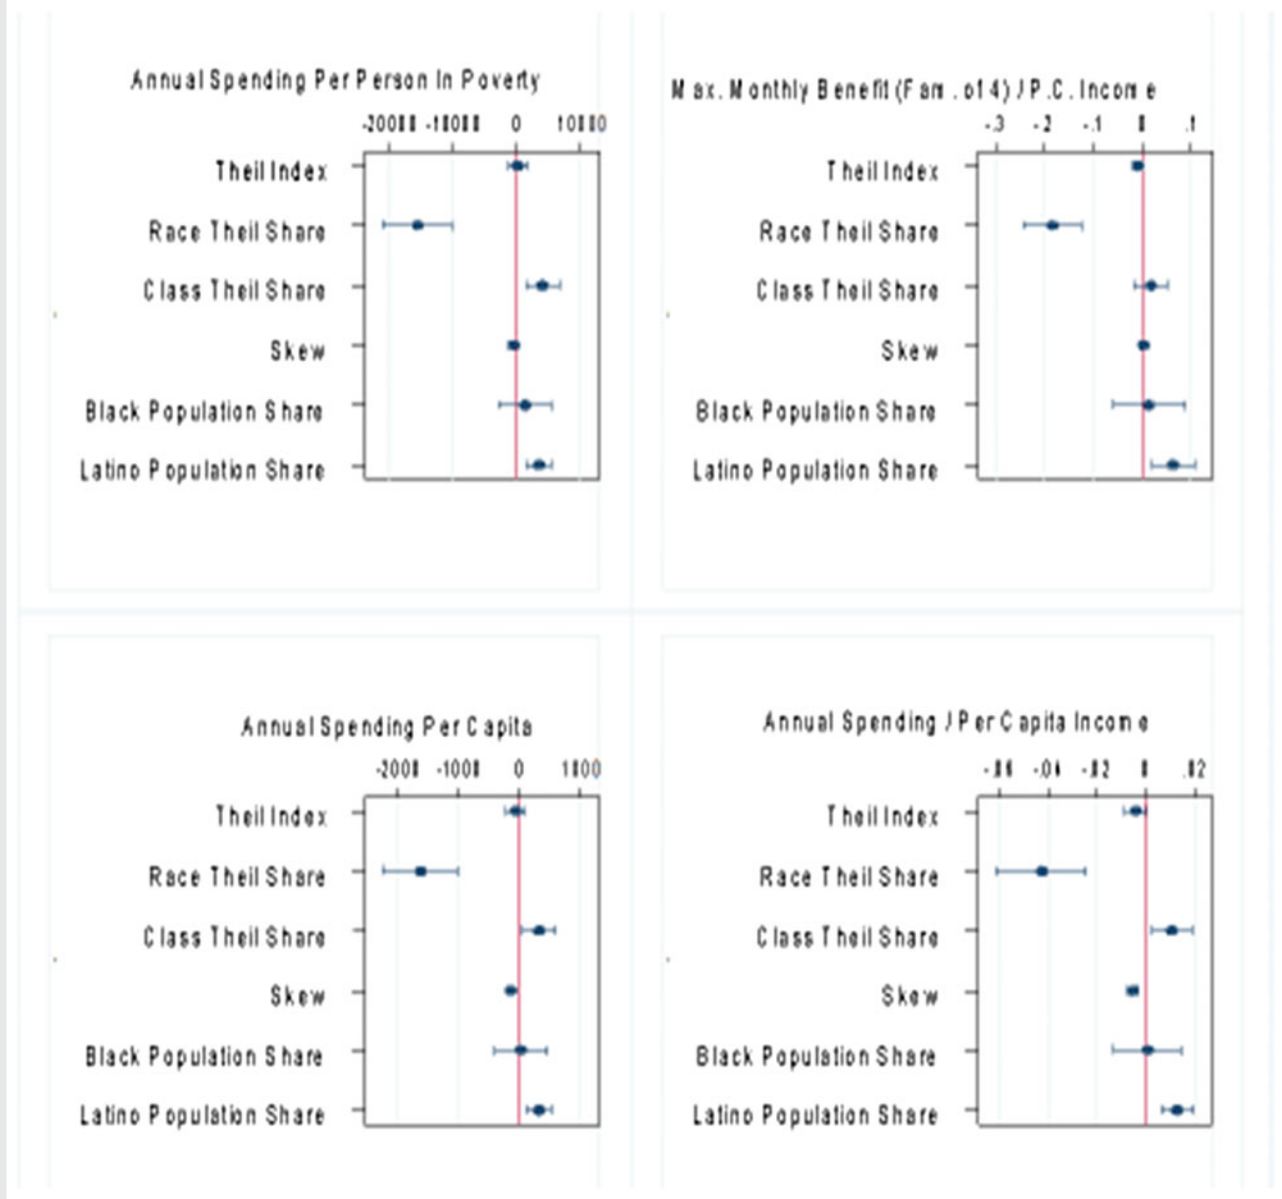 Annual Spending Per Person In Poverty
-20000 -10000 0 10000
Theil Index
Race Theil Share
Class Theil Share
Skew
Black Population Share
Latino Population Share
Max. Monthly Benefit (Fam. of 4) / P.C. Income
-.3 -.2 -.1 0 .1
Theil Index
Race Theil Share
Class Theil Share
Skew
Black Population Share
Latino Population Share
Annual Spending Per Capita
-2000 -1000 0 1000
Theil Index
Race Theil Share
Class Theil Share
Skew
Black Population Share
Latino Population Share
Annual Spending / Per Capita Income
-.06 -.04 -.02 0 .02
Theil Index
Race Theil Share
Class Theil Share
Skew
Black Population Share
Latino Population Share